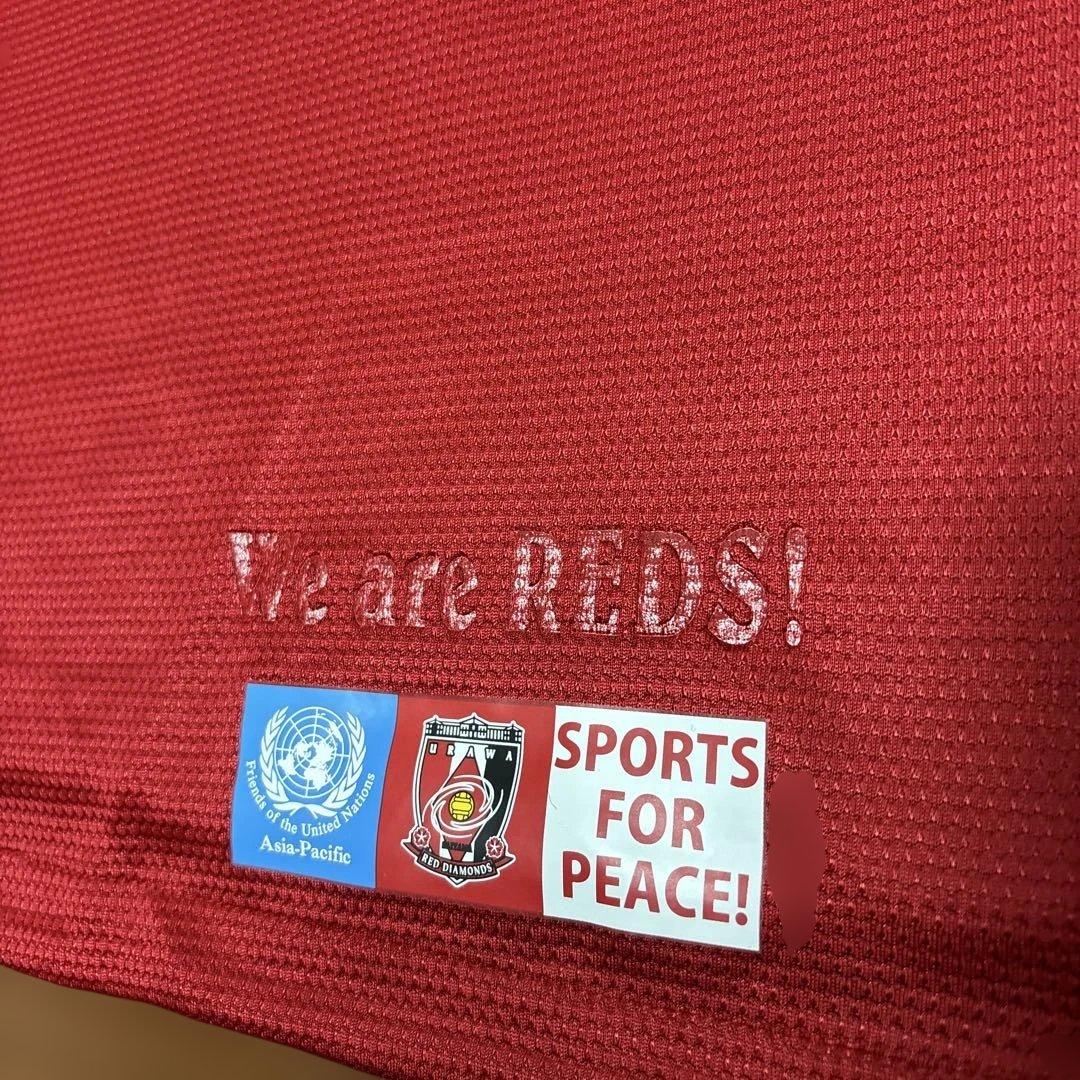 We are REDS!
Friends of the United Nations
Asia-Pacific
URAWA
RED DIAMONDS
SPORTS
FOR
PEACE!